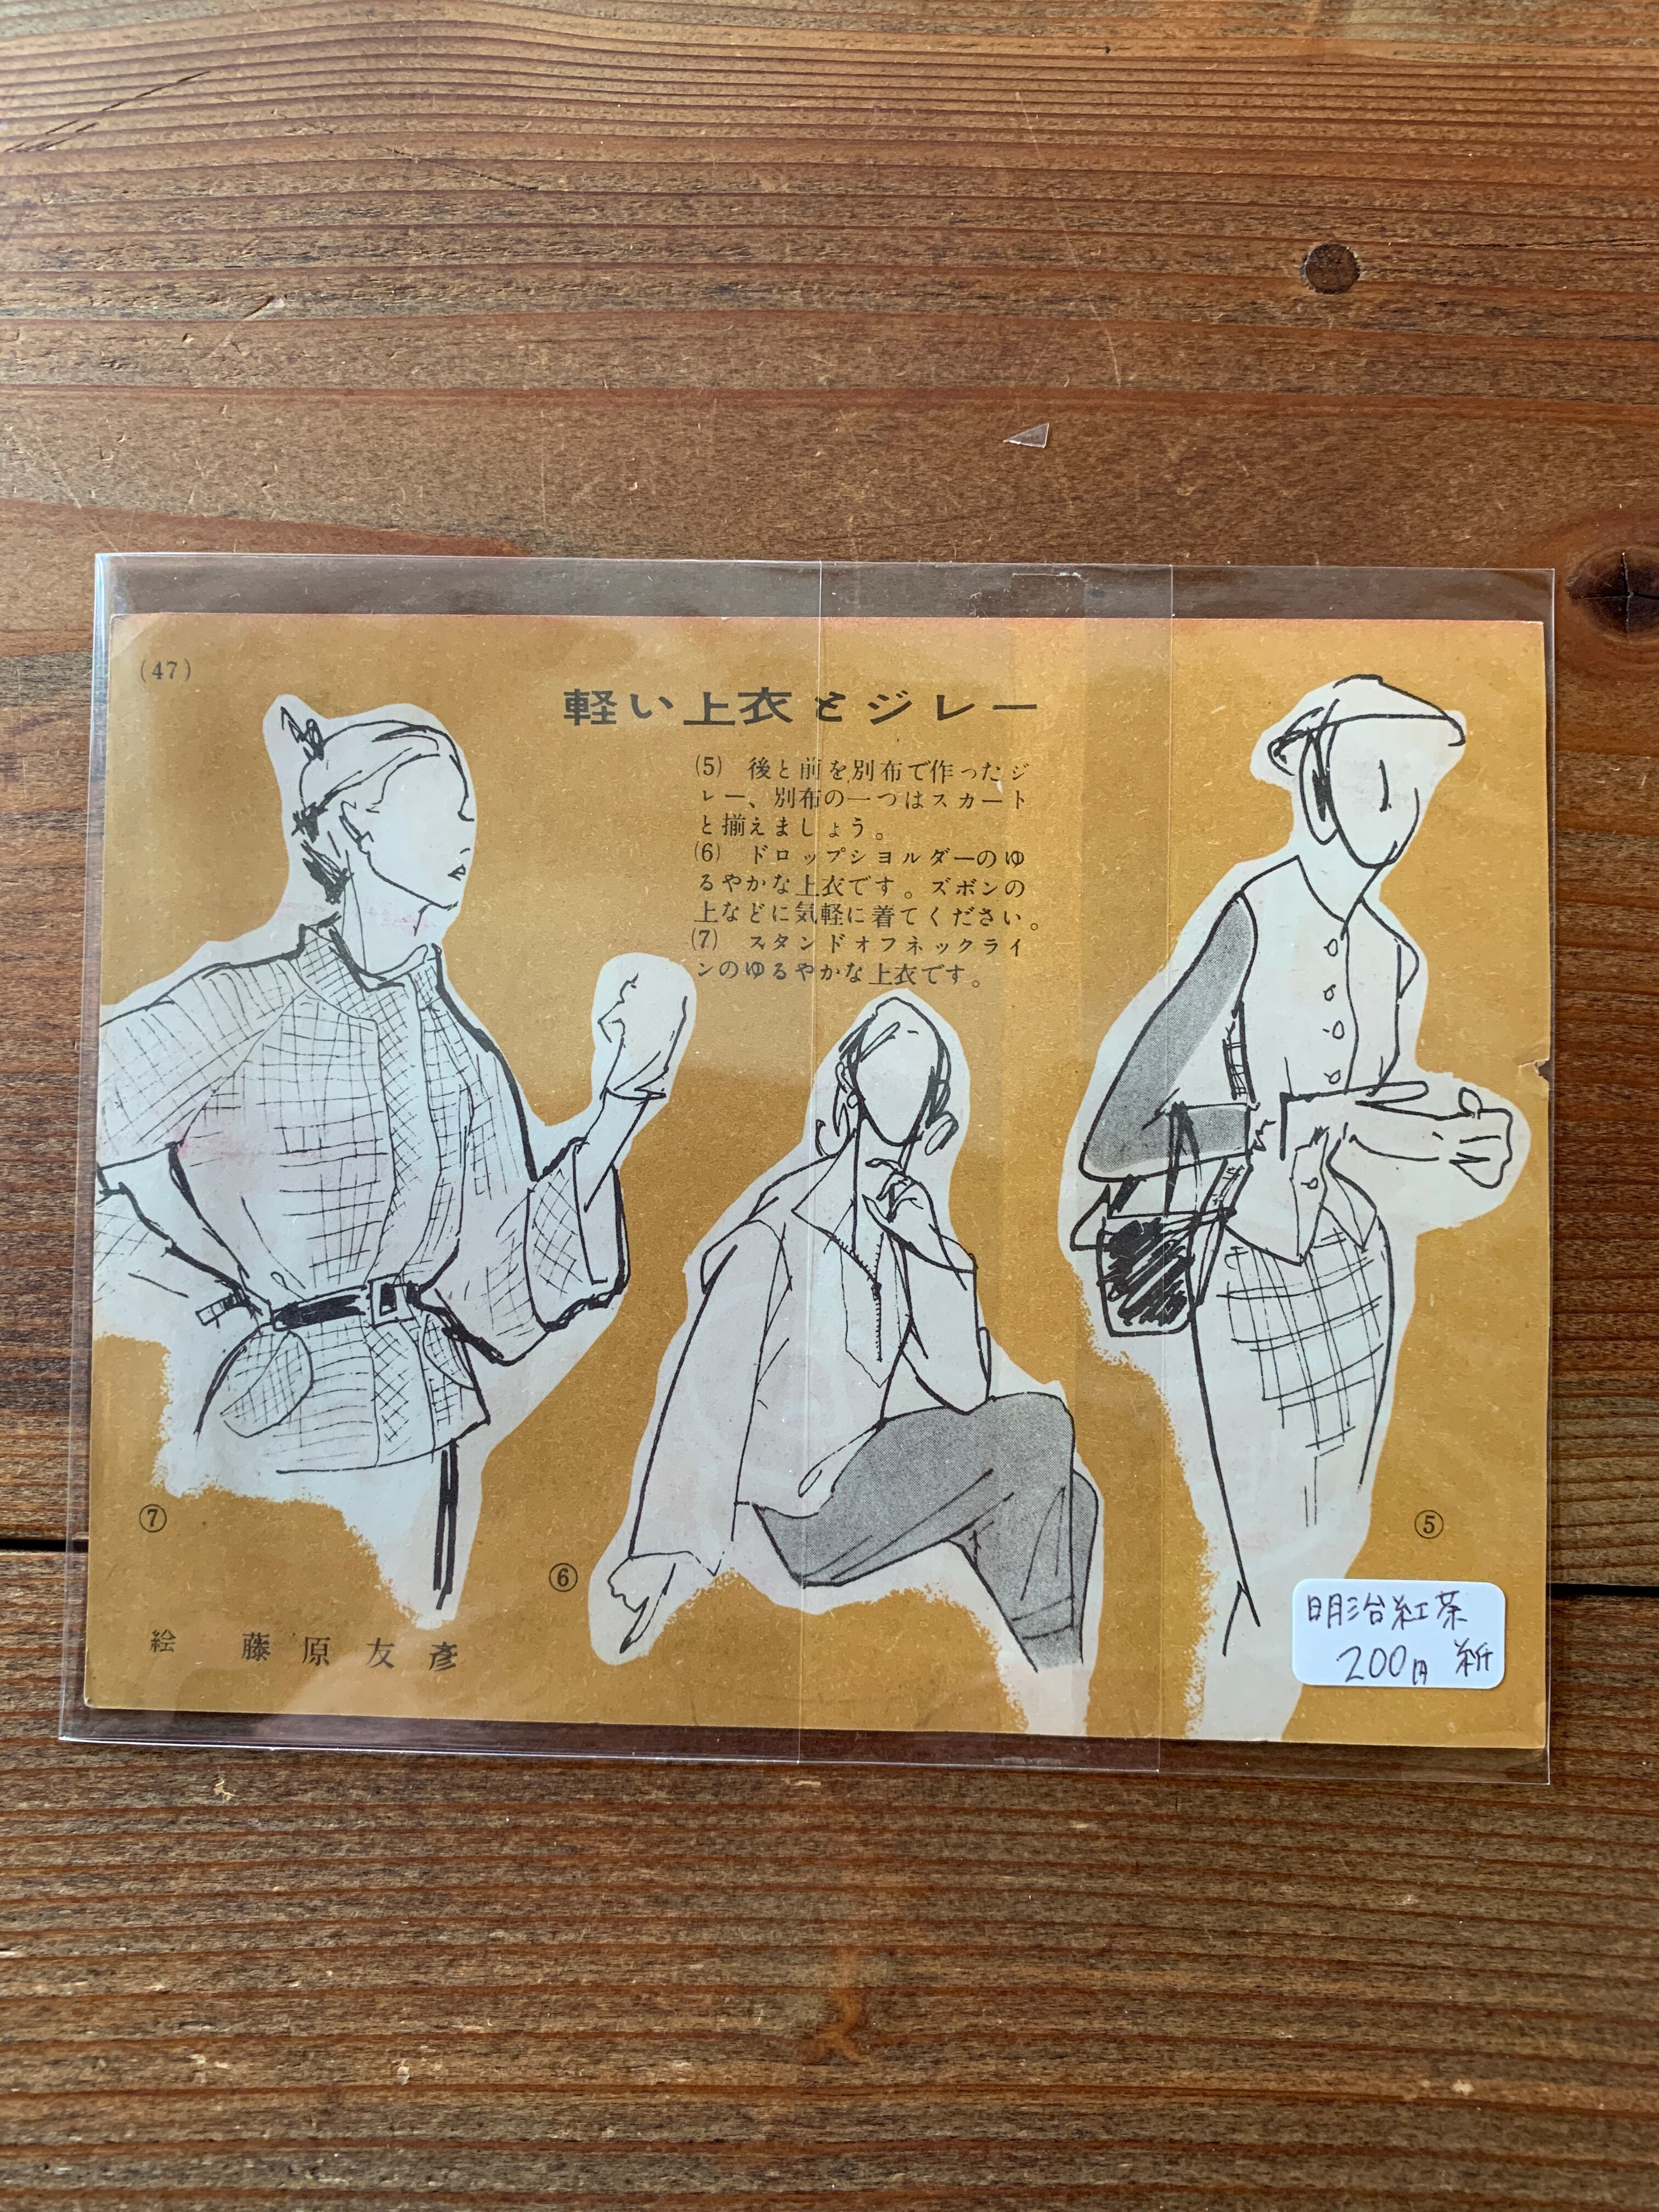 (47)
軽い上衣とジレー
(5) 後と前を別布で作ったジ
レー、別布の一つはスカート
と揃えましょう。
(6) ドロップショルダーのゆ
るやかな上衣です。ズボンの
上などに気軽に着てください。
(7) スタンドオフネックライ
ンのゆるやかな上衣です。
⑦
⑥
⑤
絵 藤原友彦
明治紅茶
200円 紙